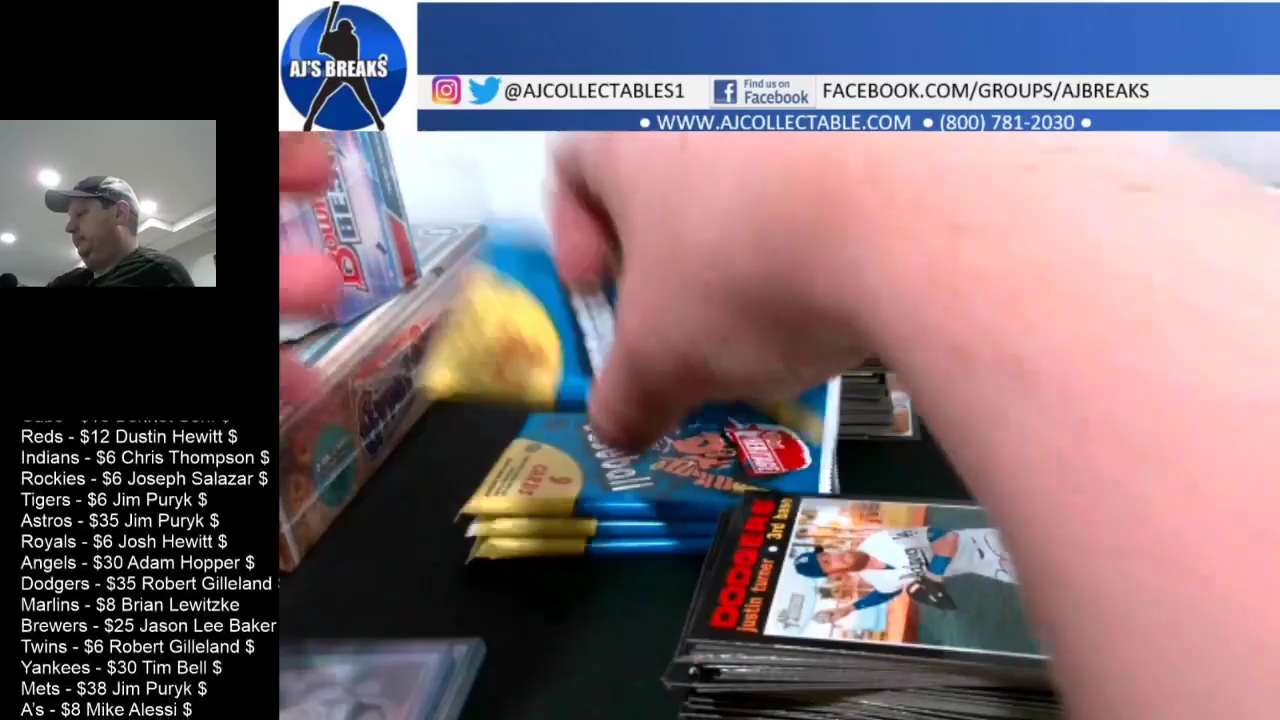 AJ'S BREAKS
@AJCOLLECTABLES1
Find us on
Facebook
FACEBOOK.COM/GROUPS/AJBREAKS
• WWW.AJCOLLECTABLE.COM • (800) 781-2030 •
Reds - $12 Dustin Hewitt $
Indians - $6 Chris Thompson $
Rockies - $6 Joseph Salazar $
Tigers - $6 Jim Puryk $
Astros - $35 Jim Puryk $
Royals - $6 Josh Hewitt $
Angels - $30 Adam Hopper $
Dodgers - $35 Robert Gilleland
Marlins - $8 Brian Lewitzke
Brewers - $25 Jason Lee Baker
Twins - $6 Robert Gilleland $
Yankees - $30 Tim Bell $
Mets - $38 Jim Puryk $
A's - $8 Mike Alessi $
9
CARDS
DODGERS
justin turner • 3rd base